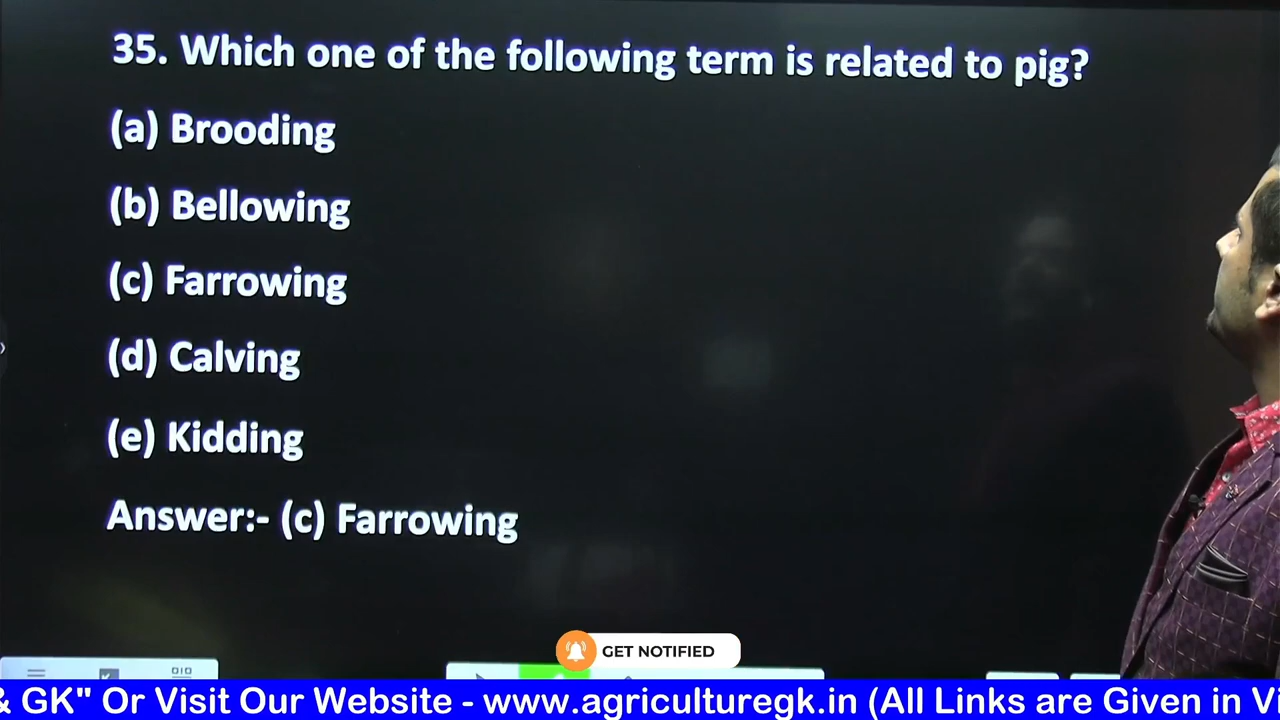 35. Which one of the following term is related to pig?
(a) Brooding
(b) Bellowing
(c) Farrowing
(d) Calving
(e) Kidding
Answer:- (c) Farrowing
GET NOTIFIED
& GK" Or Visit Our Website - www.agriculturegk.in (All Links are Given in Vi